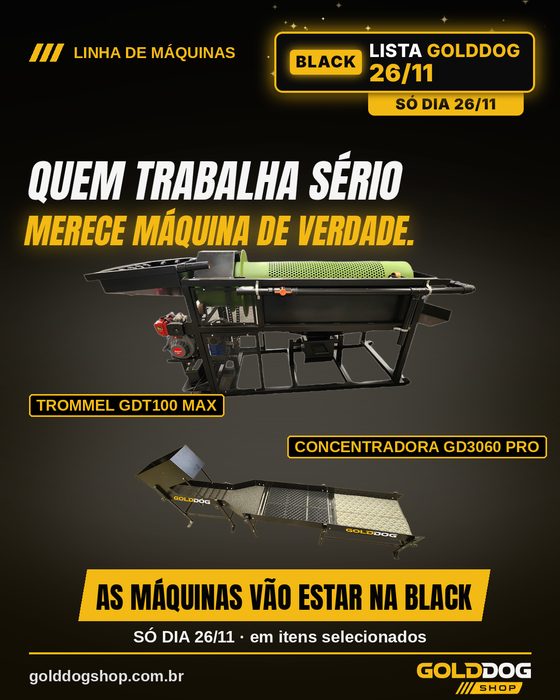 LINHA DE MÁQUINAS
BLACK
LISTA GOLDDOG
26/11
SÓ DIA 26/11
QUEM TRABALHA SÉRIO
MERECE MÁQUINA DE VERDADE.
TROMMEL GDT100 MAX
CONCENTRADORA GD3060 PRO
GOLDDOG
GOLDDOG
AS MÁQUINAS VÃO ESTAR NA BLACK
SÓ DIA 26/11 · em itens selecionados
golddogshop.com.br
GOLDDOG
SHOP